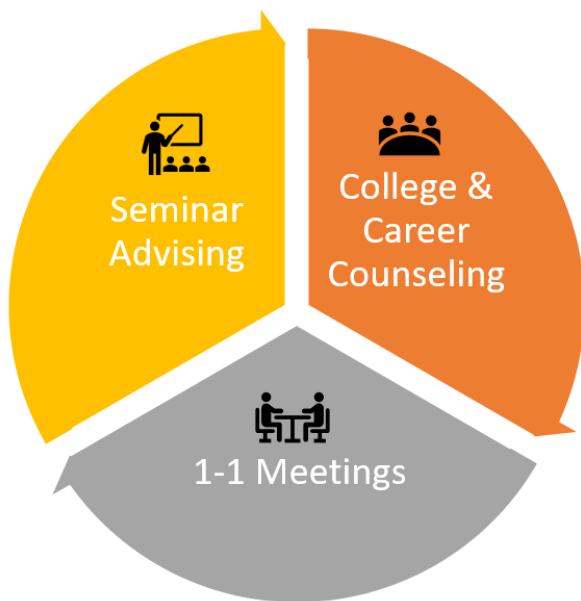 Seminar
Advising
College &
Career
Counseling
1-1 Meetings